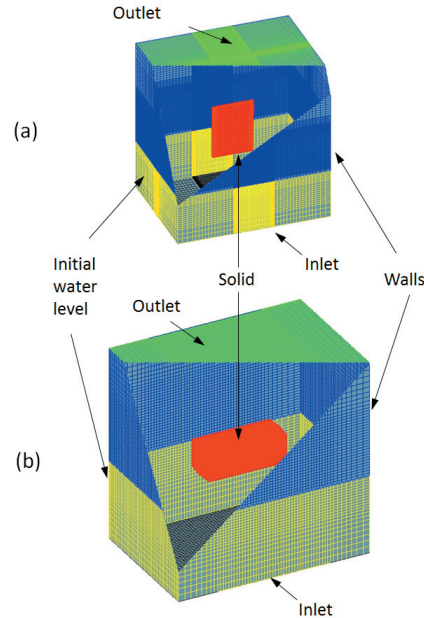 Outlet
(a)
Initial
water
level
Solid
Inlet
Walls
Outlet
(b)
Inlet